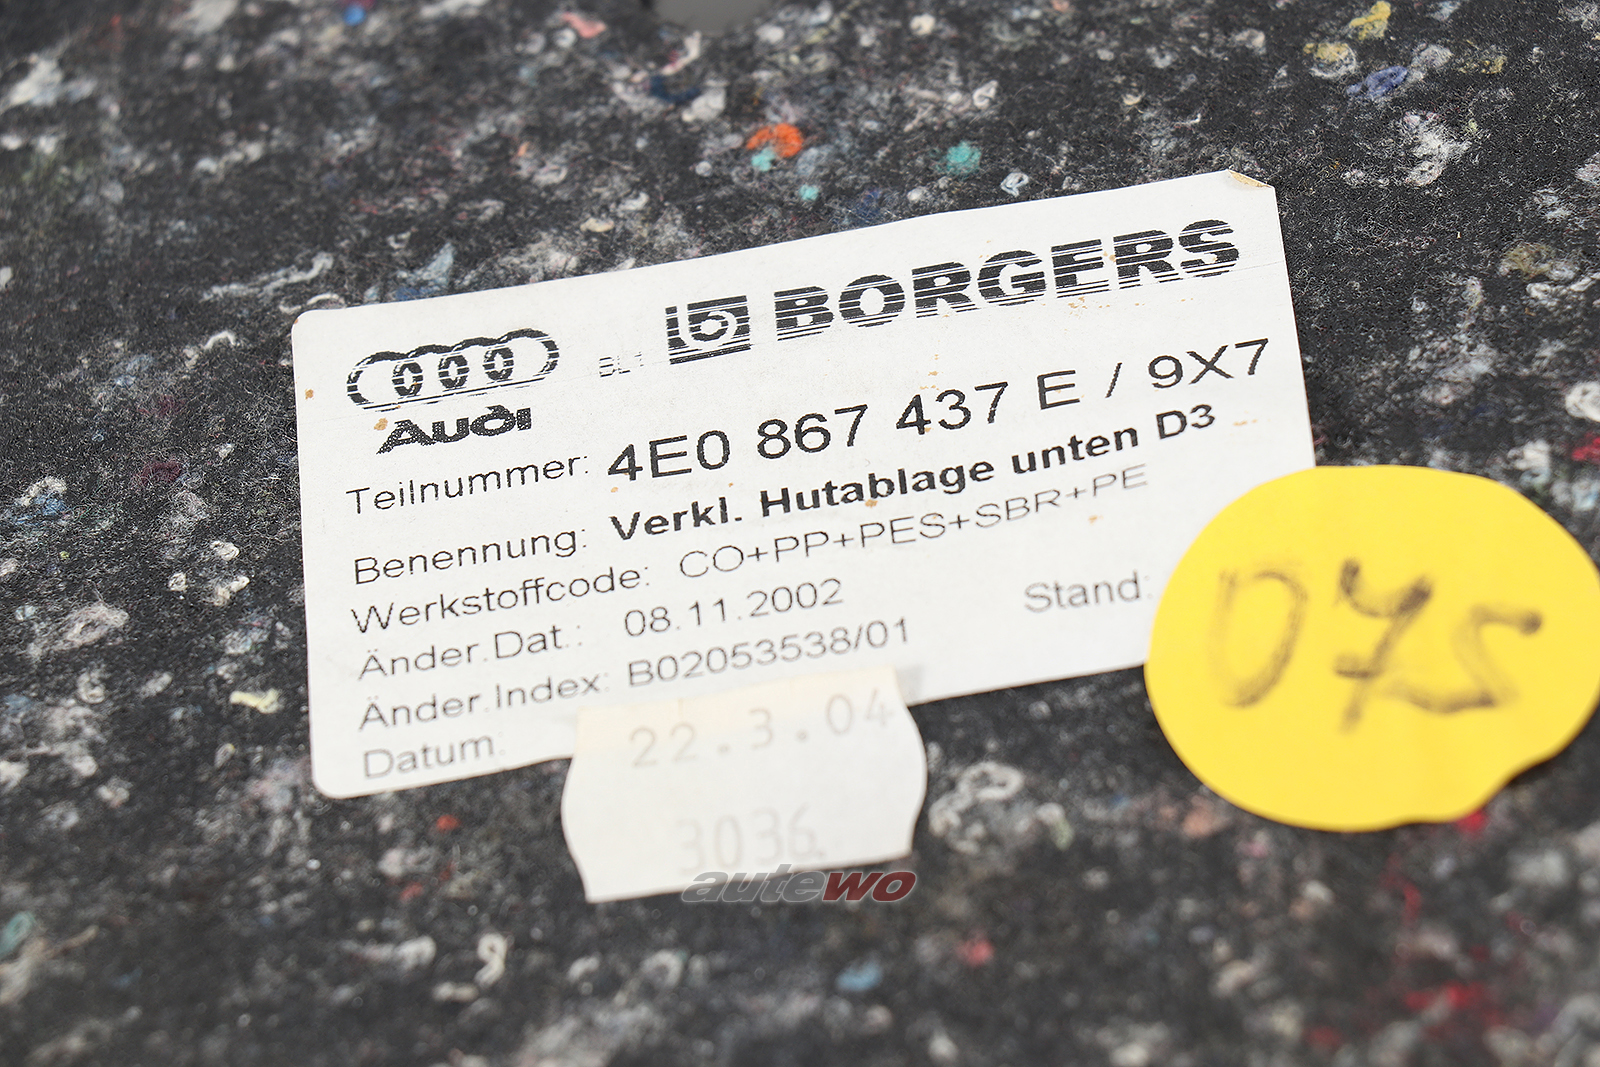 Audi
BORGERS
Teilnummer: 4E0 867 437 E / 9X7
Benennung: Verkl. Hutablage unten D3
Werkstoffcode: CO+PP+PES+SBR+PE
Änder.Dat.: 08.11.2002
Änder.Index: B02053538/01
Stand:
Datum:
22.3.04
3036
075
autewo